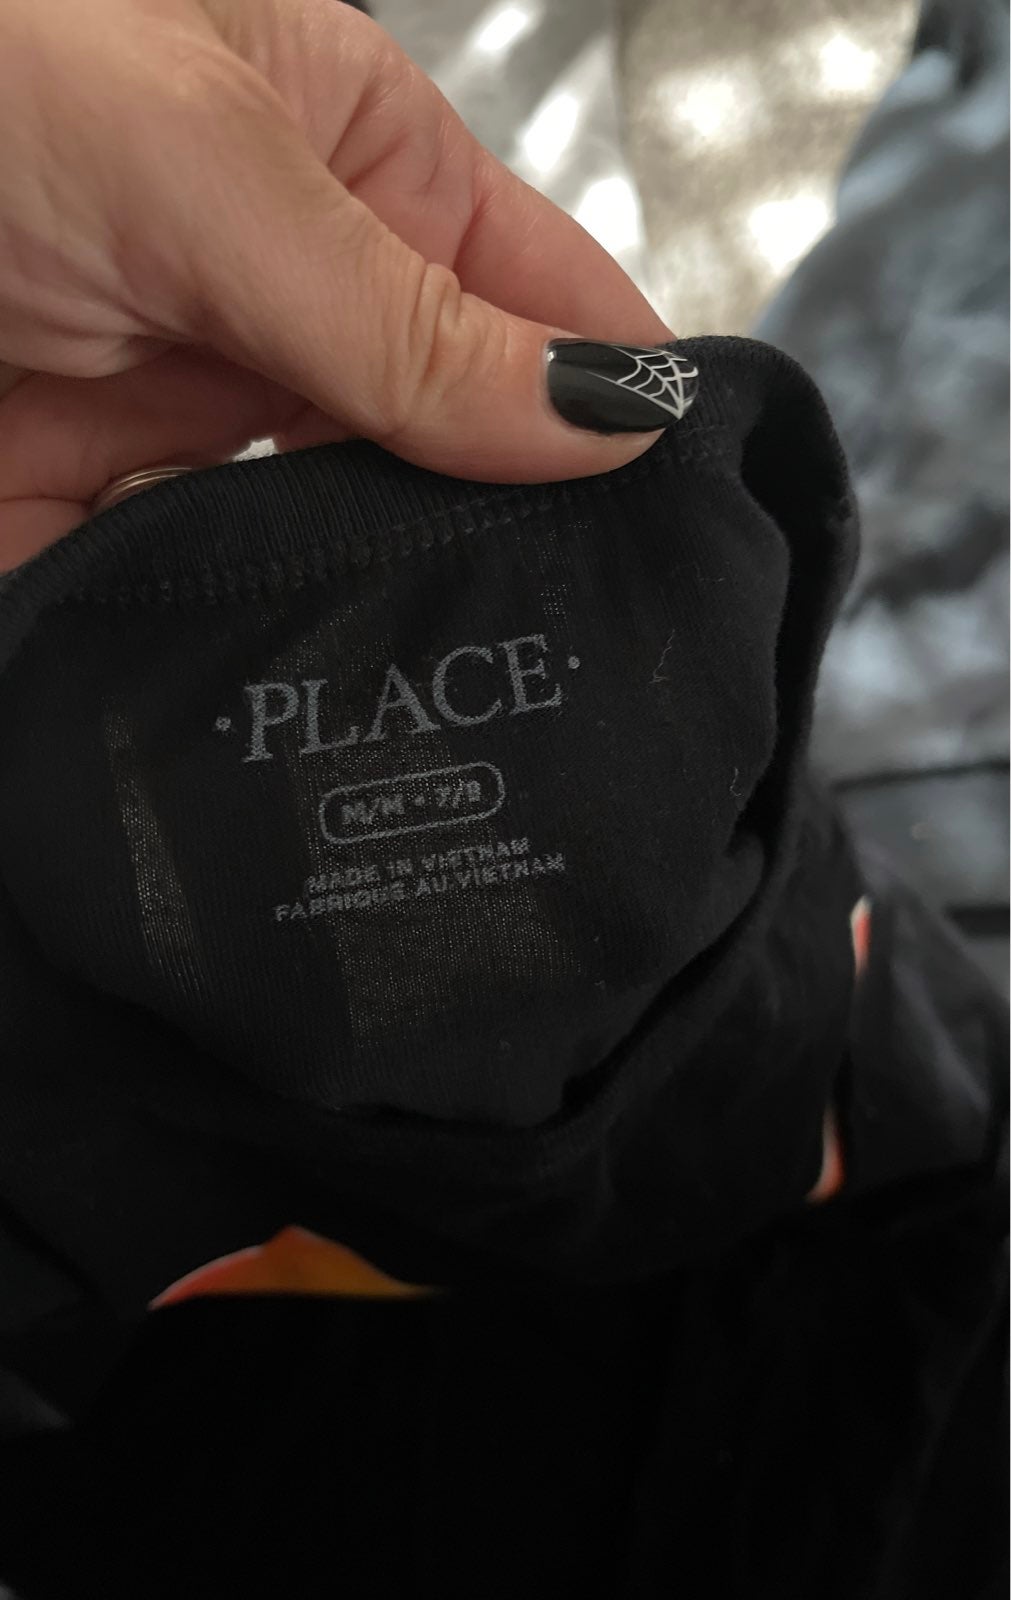 ·PLACE·
M/M • 7/8
MADE IN VIETNAM
FABRIQUÉ AU VIETNAM